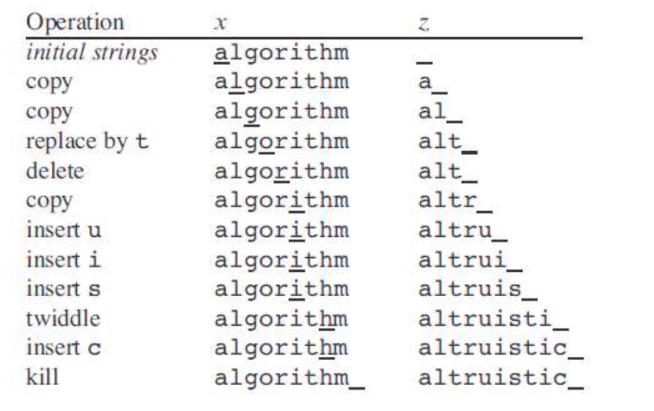 Operation x z
initial strings algorithm _
copy algorithm a_
copy algorithm al_
replace by t algorithm alt_
delete algorithm alt_
copy algorithm altr_
insert u algorithm altru_
insert i algorithm altrui_
insert s algorithm altruis_
twiddle algorithm altruisti_
insert c algorithm altruistic_
kill algorithm_ altruistic_